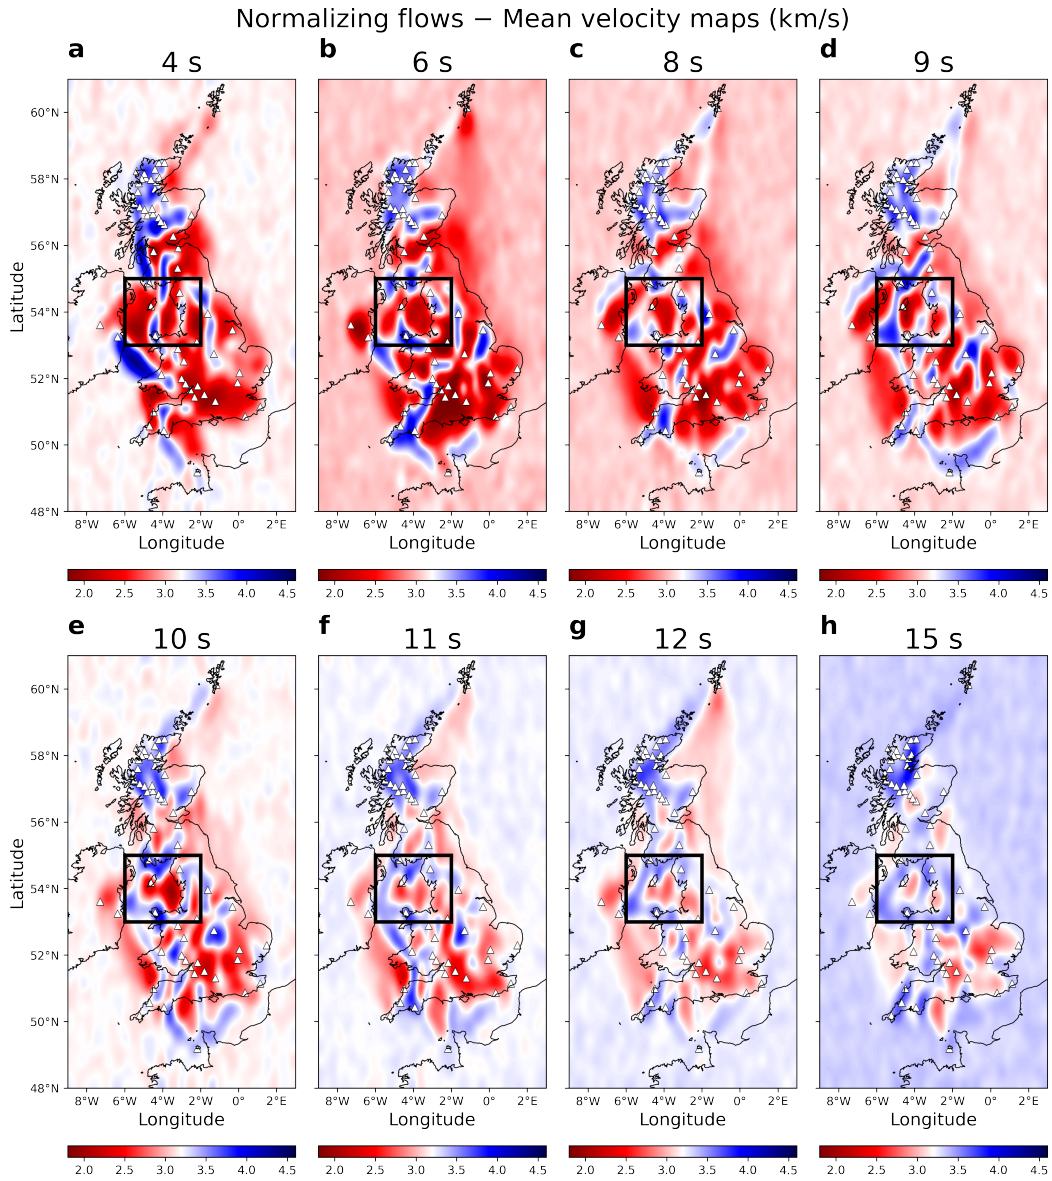 Normalizing flows − Mean velocity maps (km/s)
a b c d
4 s 6 s 8 s 9 s
60°N
58°N
56°N
54°N
52°N
50°N
48°N
Latitude
8°W 6°W 4°W 2°W 0° 2°E 8°W 6°W 4°W 2°W 0° 2°E 8°W 6°W 4°W 2°W 0° 2°E 8°W 6°W 4°W 2°W 0° 2°E
Longitude Longitude Longitude Longitude
2.0 2.5 3.0 3.5 4.0 4.5 2.0 2.5 3.0 3.5 4.0 4.5 2.0 2.5 3.0 3.5 4.0 4.5 2.0 2.5 3.0 3.5 4.0 4.5
e f g h
10 s 11 s 12 s 15 s
60°N
58°N
56°N
54°N
52°N
50°N
48°N
Latitude
8°W 6°W 4°W 2°W 0° 2°E 8°W 6°W 4°W 2°W 0° 2°E 8°W 6°W 4°W 2°W 0° 2°E 8°W 6°W 4°W 2°W 0° 2°E
Longitude Longitude Longitude Longitude
2.0 2.5 3.0 3.5 4.0 4.5 2.0 2.5 3.0 3.5 4.0 4.5 2.0 2.5 3.0 3.5 4.0 4.5 2.0 2.5 3.0 3.5 4.0 4.5